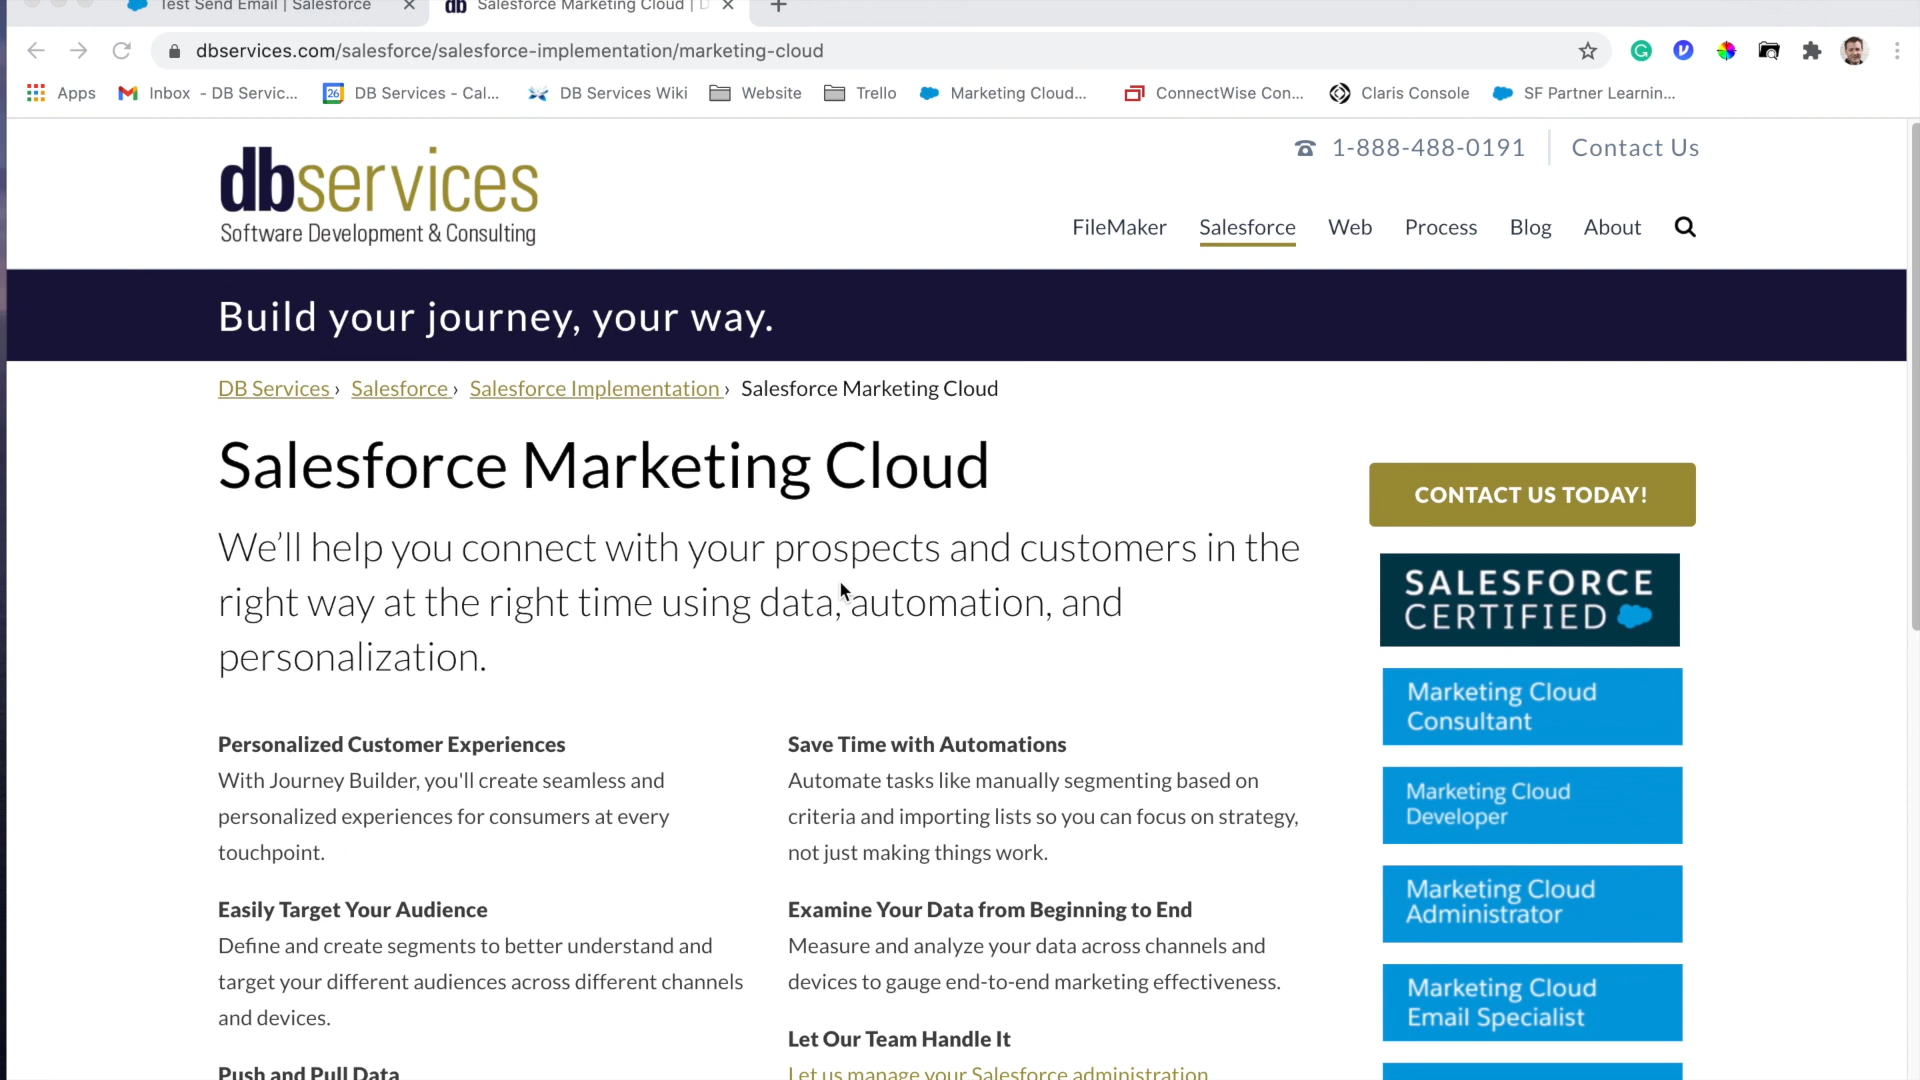 Test Send Email | Salesforce
Salesforce Marketing Cloud |
dbservices.com/salesforce/salesforce-implementation/marketing-cloud
Apps
Inbox - DB Servic...
26
DB Services - Cal...
DB Services Wiki
Website
Trello
Marketing Cloud...
ConnectWise Con...
Claris Console
SF Partner Learnin...
1-888-488-0191
Contact Us
dbservices
Software Development & Consulting
FileMaker
Salesforce
Web
Process
Blog
About
Build your journey, your way.
DB Services › Salesforce › Salesforce Implementation › Salesforce Marketing Cloud
Salesforce Marketing Cloud
We’ll help you connect with your prospects and customers in the
right way at the right time using data, automation, and
personalization.
CONTACT US TODAY!
SALESFORCE
CERTIFIED
Marketing Cloud
Consultant
Marketing Cloud
Developer
Marketing Cloud
Administrator
Marketing Cloud
Email Specialist
Personalized Customer Experiences
With Journey Builder, you'll create seamless and
personalized experiences for consumers at every
touchpoint.
Easily Target Your Audience
Define and create segments to better understand and
target your different audiences across different channels
and devices.
Push and Pull Data
Save Time with Automations
Automate tasks like manually segmenting based on
criteria and importing lists so you can focus on strategy,
not just making things work.
Examine Your Data from Beginning to End
Measure and analyze your data across channels and
devices to gauge end-to-end marketing effectiveness.
Let Our Team Handle It
Let us manage your Salesforce administration